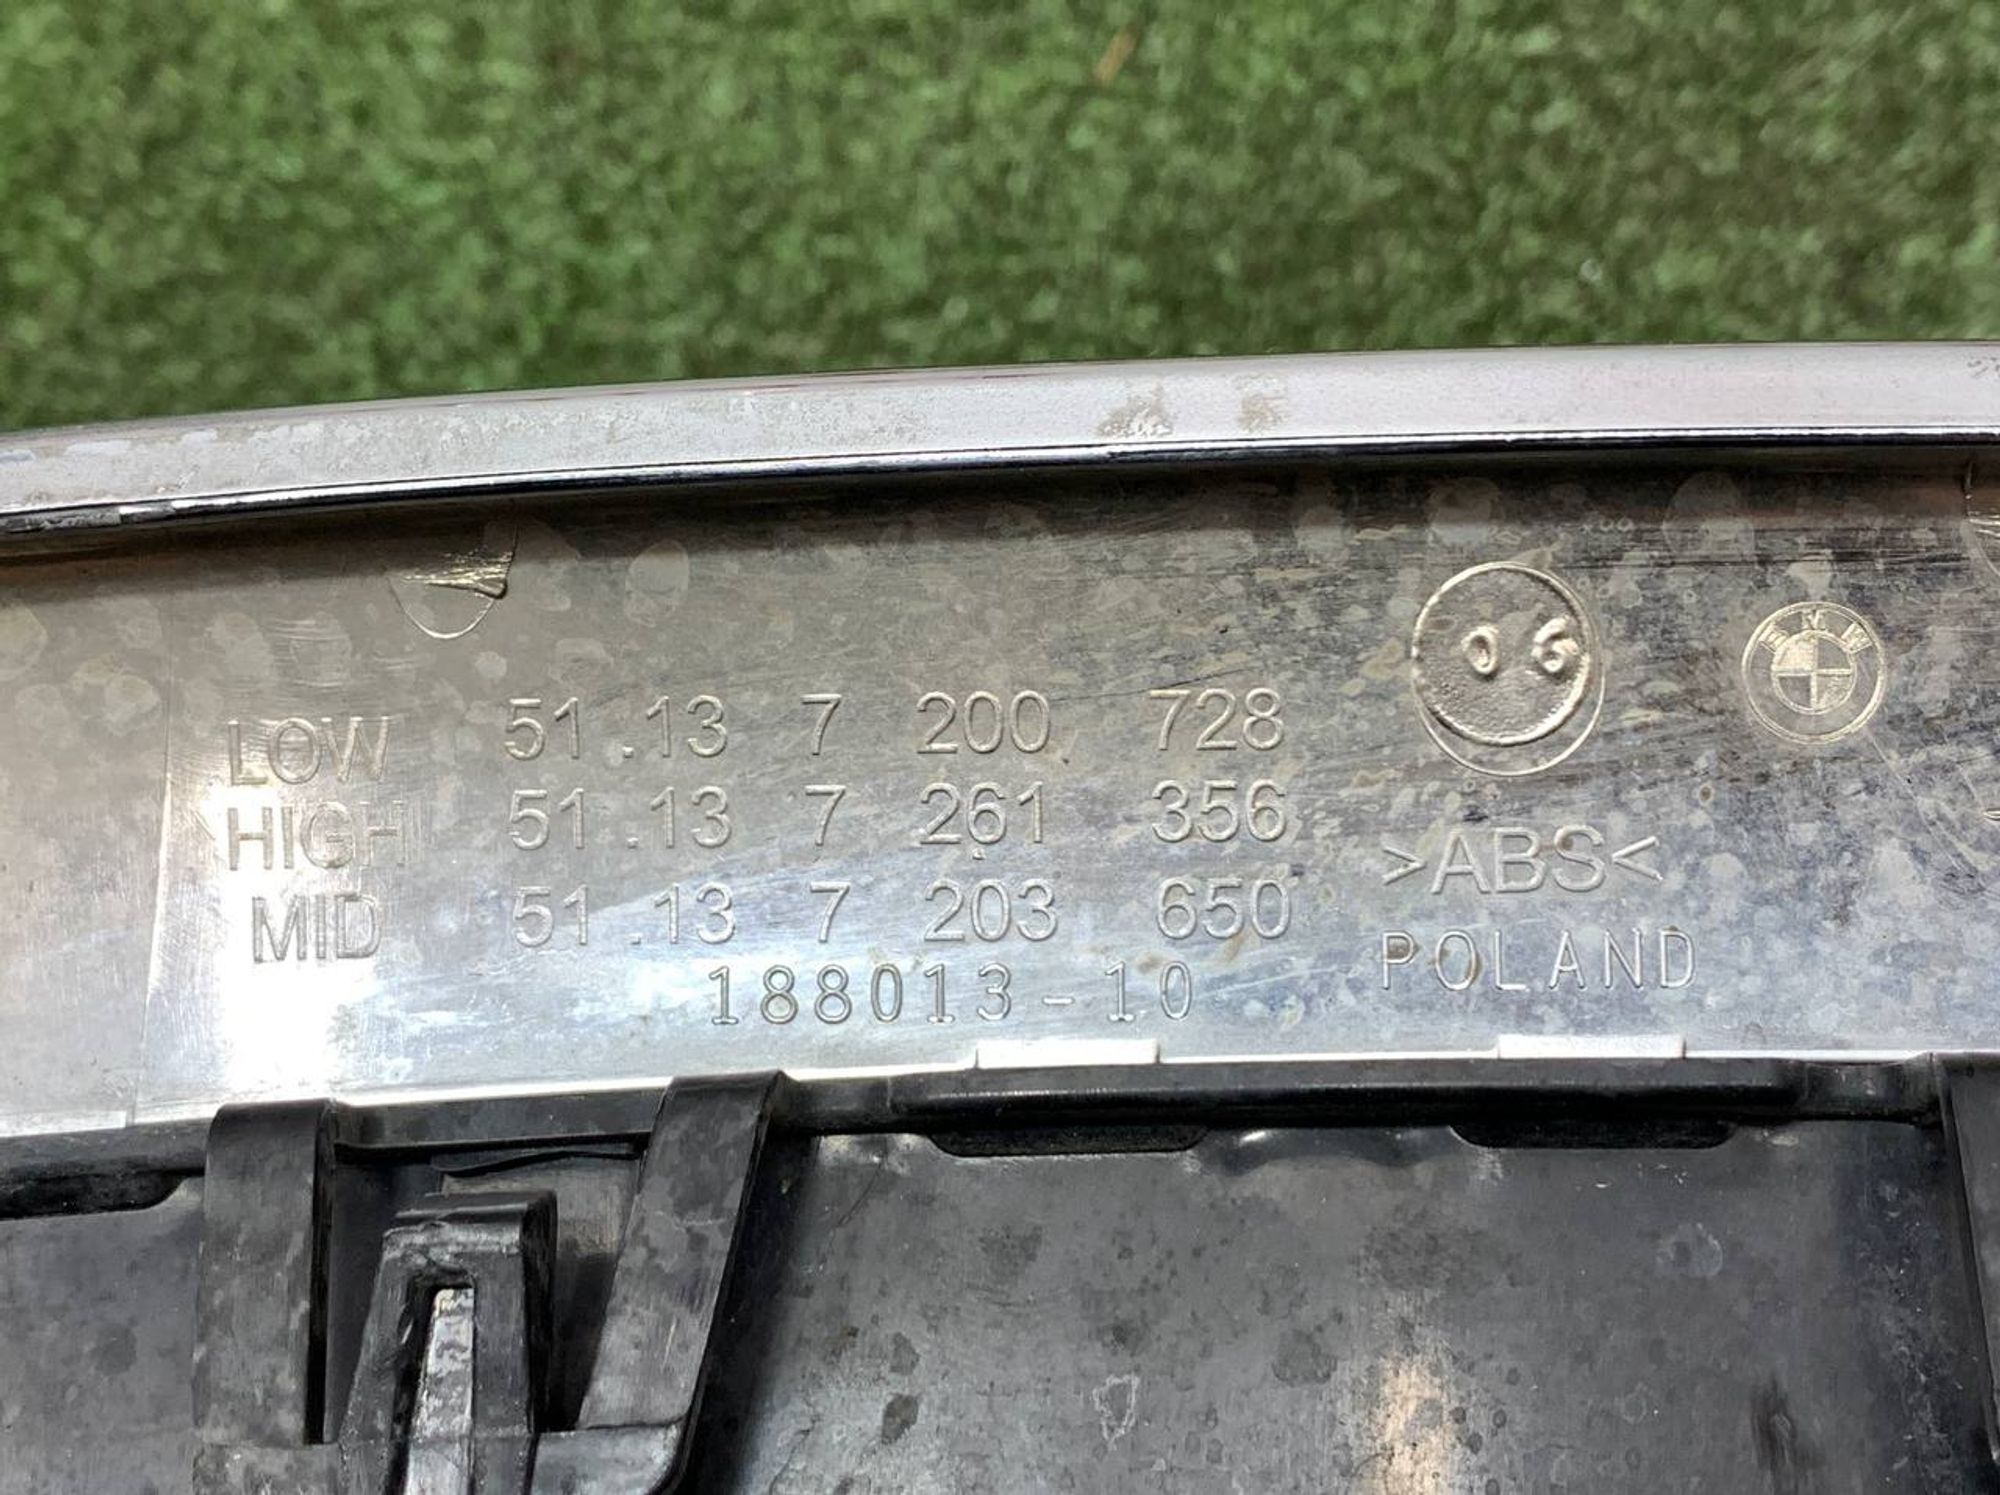 LOW 51.13 7 200 728
HIGH 51.13 7 261 356
MID 51.13 7 203 650
188013-10
06
BMW
>ABS<
POLAND